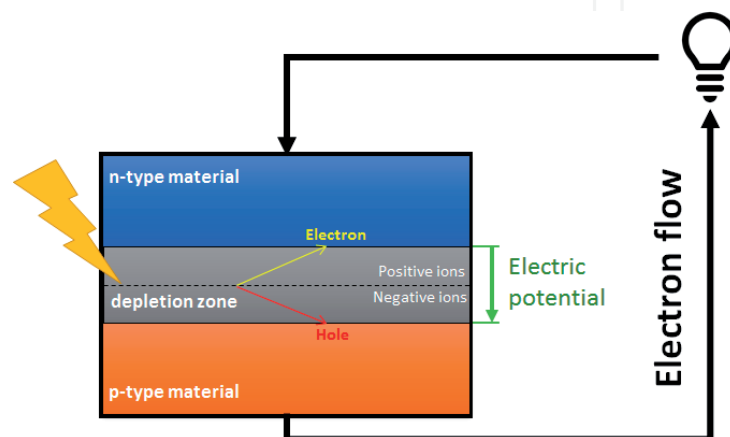 n-type material
Electron
Positive ions
Negative ions
depletion zone
Hole
p-type material
Electric
potential
Electron flow